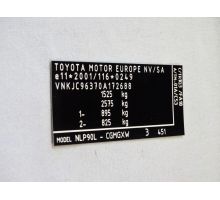 TOYOTA MOTOR EUROPE NV/SA
e11*2001/116*0249
VNKJC96370A172688
1525 kg
2575 kg
1- 895 kg
2- 825 kg
MODEL NLP90L - CGMGXW 3 451